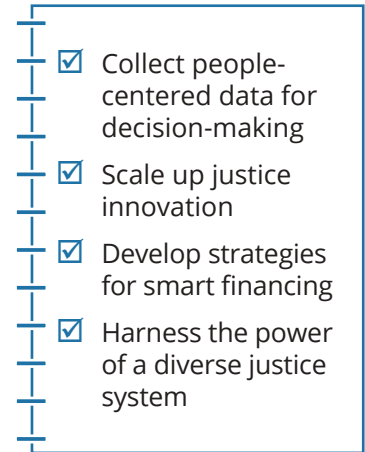 Collect people-
centered data for
decision-making
Scale up justice
innovation
Develop strategies
for smart financing
Harness the power
of a diverse justice
system